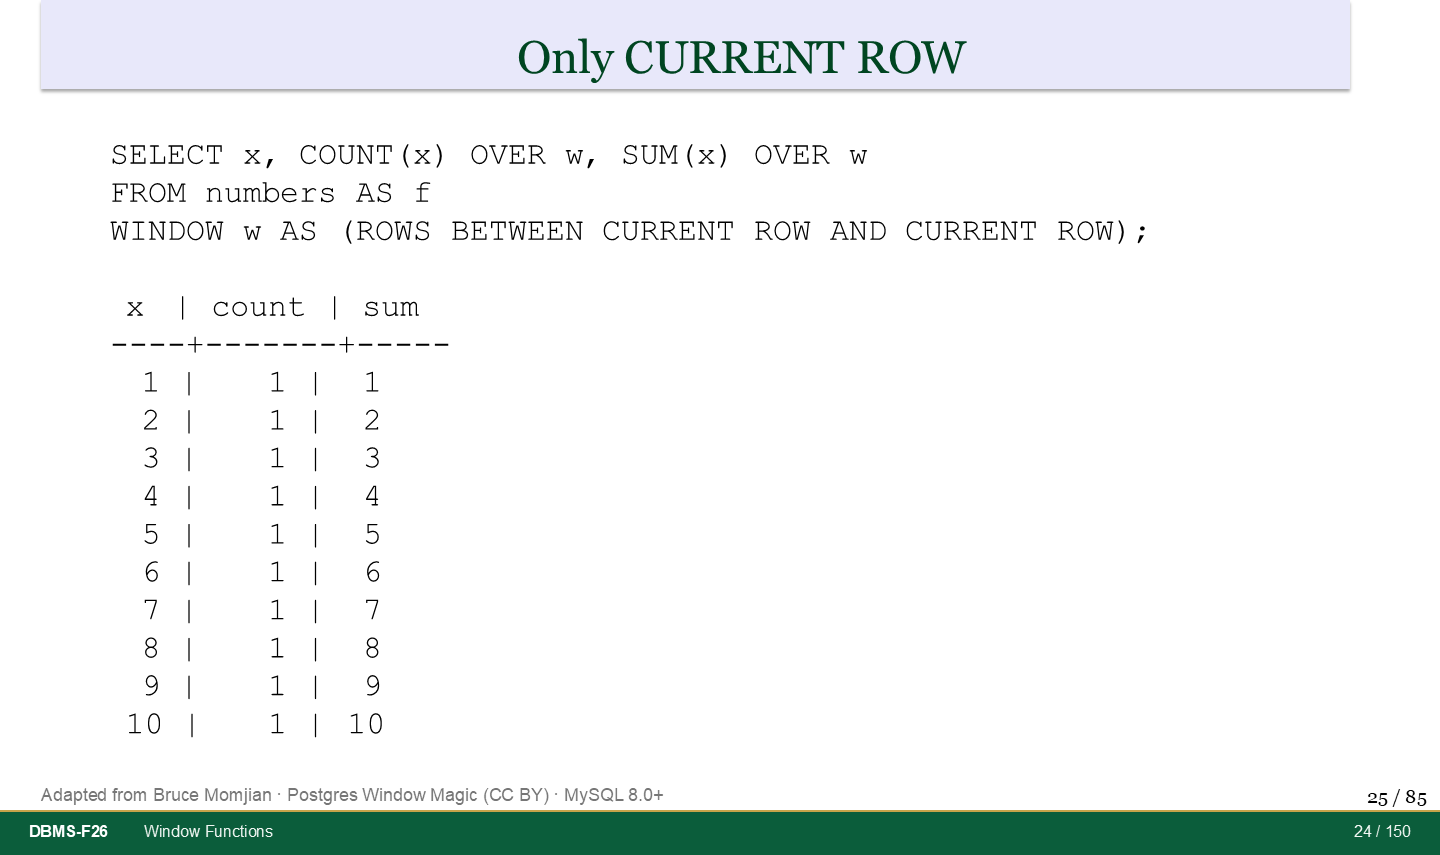 Only CURRENT ROW
SELECT x, COUNT(x) OVER w, SUM(x) OVER w
FROM numbers AS f
WINDOW w AS (ROWS BETWEEN CURRENT ROW AND CURRENT ROW);
x | count | sum
----+-------+-----
1 | 1 | 1
2 | 1 | 2
3 | 1 | 3
4 | 1 | 4
5 | 1 | 5
6 | 1 | 6
7 | 1 | 7
8 | 1 | 8
9 | 1 | 9
10 | 1 | 10
Adapted from Bruce Momjian · Postgres Window Magic (CC BY) · MySQL 8.0+
25 / 85
DBMS-F26 Window Functions 24 / 150